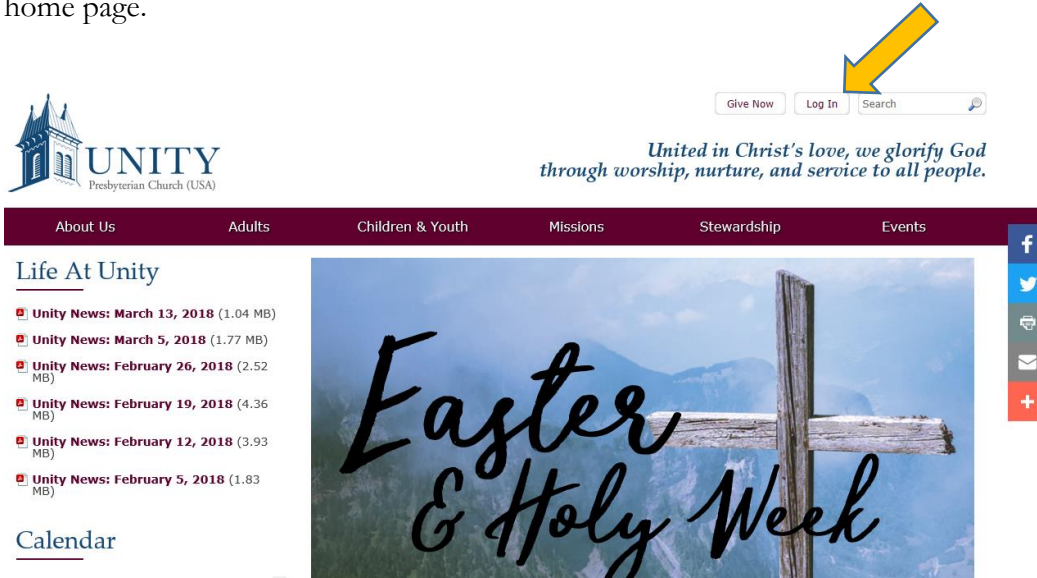 home page.
Give Now
Log In
Search
UNITY
Presbyterian Church (USA)
United in Christ's love, we glorify God
through worship, nurture, and service to all people.
About Us
Adults
Children & Youth
Missions
Stewardship
Events
Life At Unity
Unity News: March 13, 2018 (1.04 MB)
Unity News: March 5, 2018 (1.77 MB)
Unity News: February 26, 2018 (2.52
MB)
Unity News: February 19, 2018 (4.36
MB)
Unity News: February 12, 2018 (3.93
MB)
Unity News: February 5, 2018 (1.83
MB)
Calendar
Easter
& Holy Week